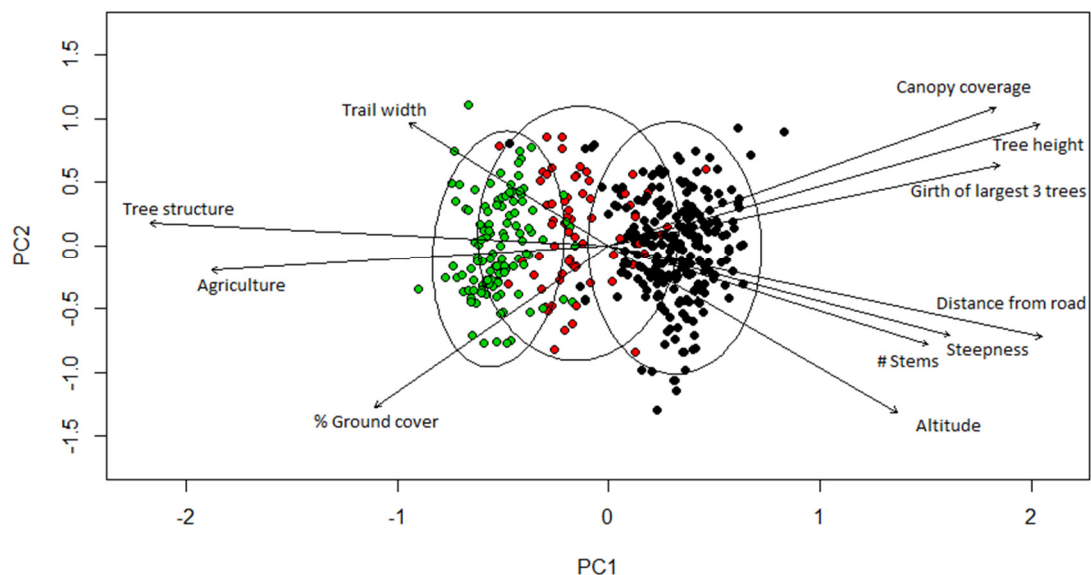 1.5
1.0
0.5
0.0
-0.5
-1.0
-1.5
PC2
Canopy coverage
Trail width
Tree height
Girth of largest 3 trees
Tree structure
Agriculture
Distance from road
Steepness
# Stems
% Ground cover
Altitude
-2
-1
0
1
2
PC1